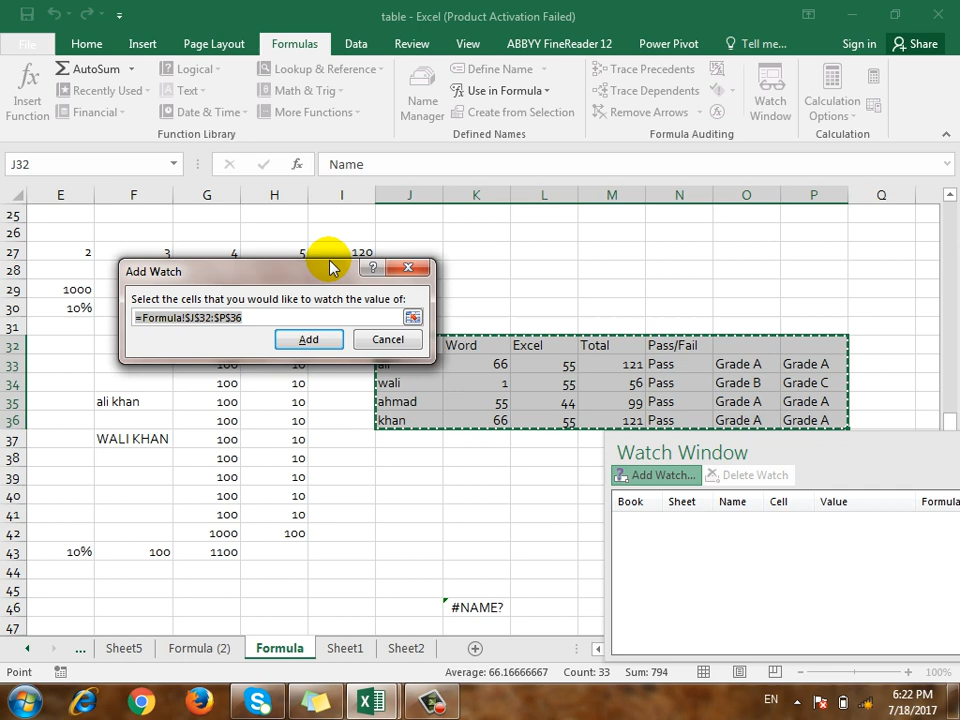 table - Excel (Product Activation Failed)
File Home Insert Page Layout Formulas Data Review View ABBYY FineReader 12 Power Pivot Tell me... Sign in Share
Insert Function
AutoSum
Recently Used
Financial
Logical
Text
Date & Time
Lookup & Reference
Math & Trig
More Functions
Function Library
Name Manager
Define Name
Use in Formula
Create from Selection
Defined Names
Trace Precedents
Trace Dependents
Remove Arrows
Formula Auditing
Watch Window
Calculation Options
Calculation
J32 fx Name
E F G H I J K L M N O P Q
25
26
27 2 3 4 5 120
28
29 1000
30 10%
31
32 Word Excel Total Pass/Fail
33 100 10 ali 66 55 121 Pass Grade A Grade A
34 100 10 wali 1 55 56 Pass Grade B Grade C
35 ali khan 100 10 ahmad 55 44 99 Pass Grade A Grade A
36 100 10 khan 66 55 121 Pass Grade A Grade A
37 WALI KHAN 100 10
38 100 10
39 100 10
40 100 10
41 100 10
42 1000 100
43 10% 100 1100
44
45
46 #NAME?
47
Add Watch
Select the cells that you would like to watch the value of:
=Formula!$J$32:$P$36
Add Cancel
Watch Window
Add Watch... Delete Watch
Book Sheet Name Cell Value Formula
... Sheet5 Formula (2) Formula Sheet1 Sheet2
Point Average: 66.16666667 Count: 33 Sum: 794 100%
EN 6:22 PM
7/18/2017